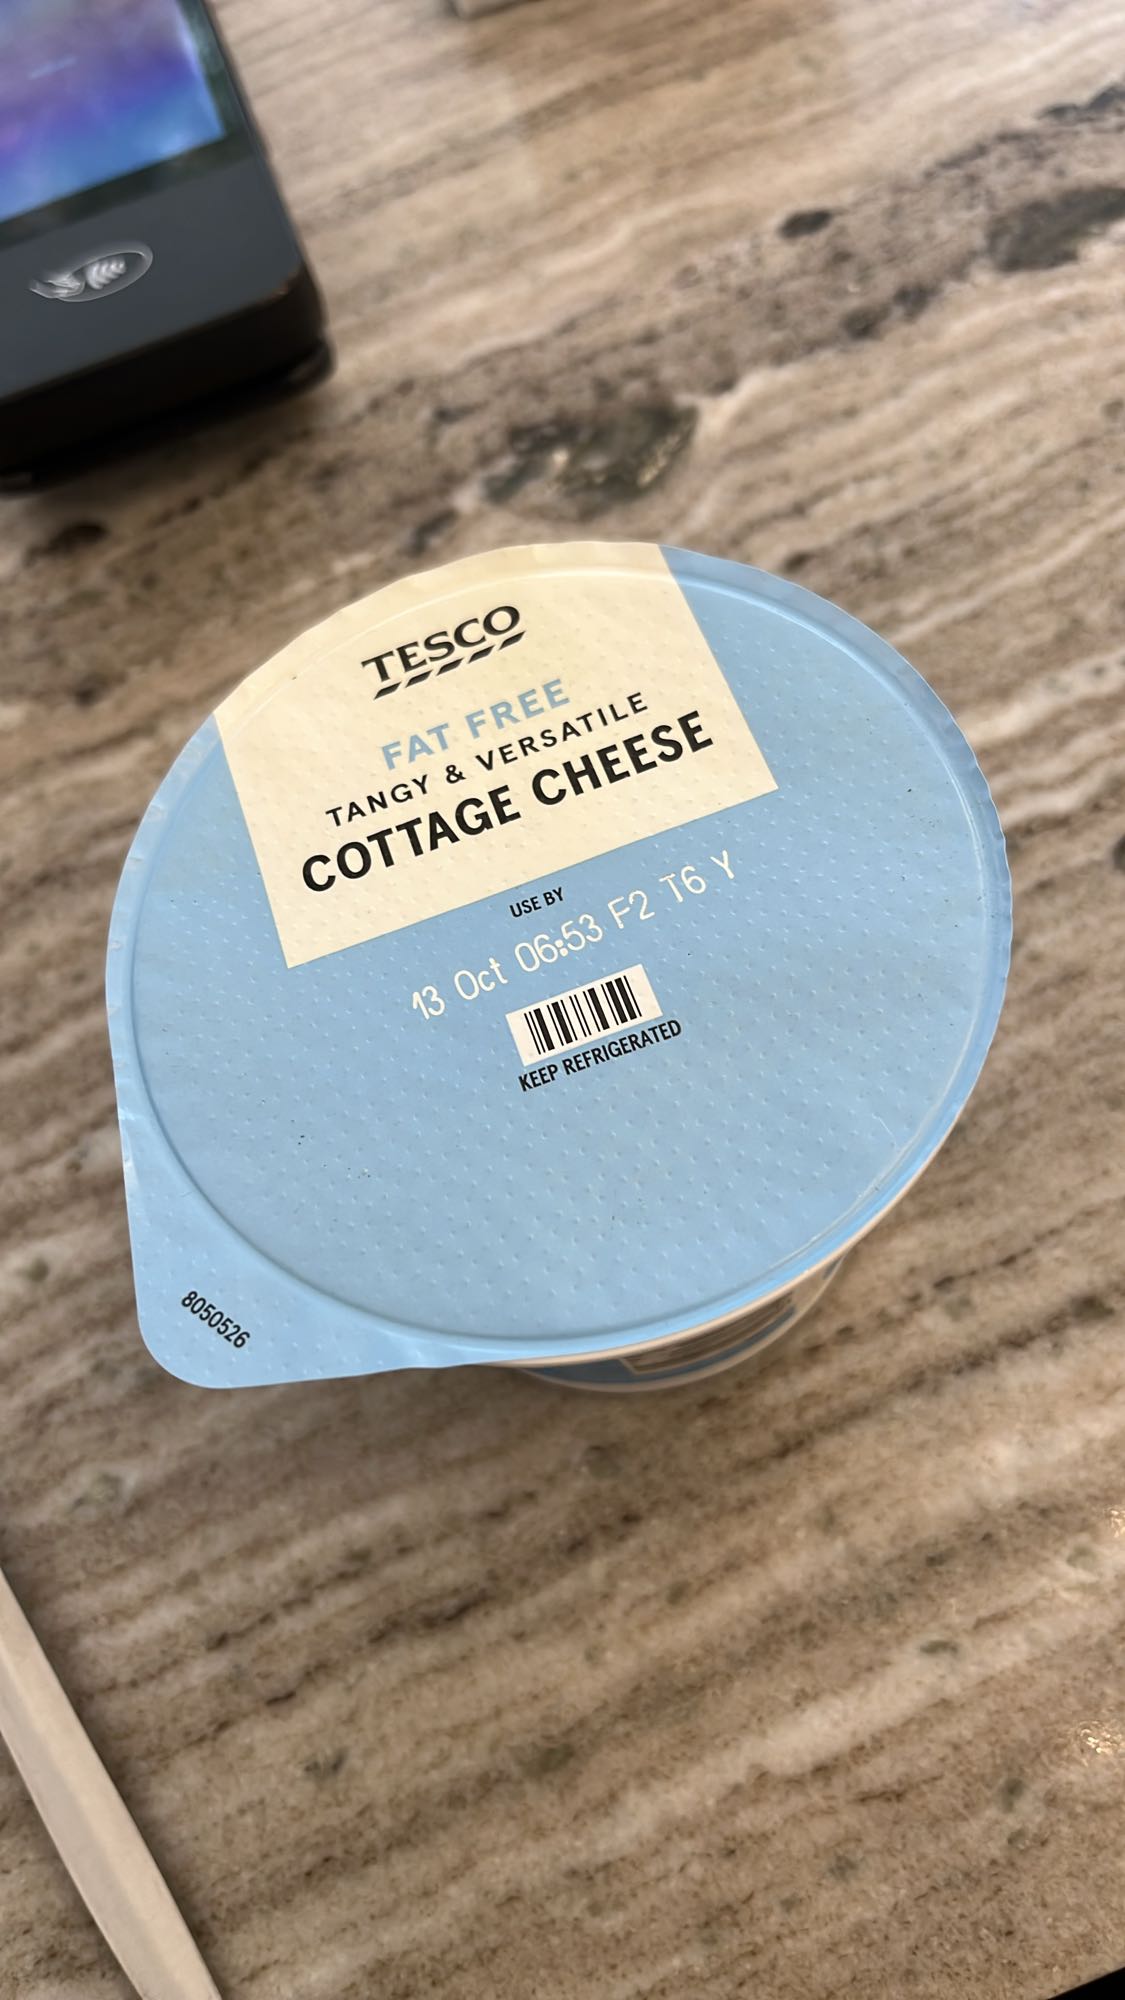 TESCO
FAT FREE
TANGY & VERSATILE
COTTAGE CHEESE
USE BY
13 Oct 06:53 F2 T6 Y
KEEP REFRIGERATED
8050526